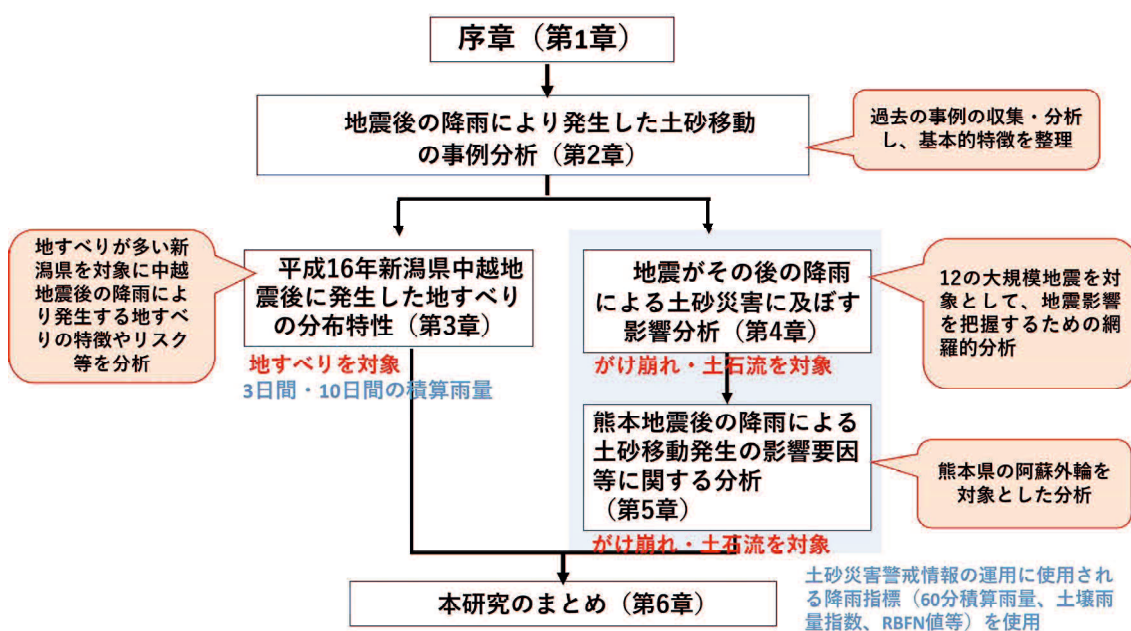 序章（第1章）
地震後の降雨により発生した土砂移動
の事例分析（第2章）
過去の事例の収集・分析
し、基本的特徴を整理
地すべりが多い新
潟県を対象に中越
地震後の降雨によ
り発生する地すべ
りの特徴やリスク
等を分析
平成16年新潟県中越地
震後に発生した地すべり
の分布特性（第3章）
地すべりを対象
3日間・10日間の積算雨量
地震がその後の降雨
による土砂災害に及ぼす
影響分析（第4章）
がけ崩れ・土石流を対象
12の大規模地震を対
象として、地震影響
を把握するための網
羅的分析
熊本地震後の降雨による
土砂移動発生の影響要因
等に関する分析
（第5章）
がけ崩れ・土石流を対象
熊本県の阿蘇外輪を
対象とした分析
土砂災害警戒情報の運用に使用され
る降雨指標（60分積算雨量、土壌雨
量指数、RBFN値等）を使用
本研究のまとめ（第6章）